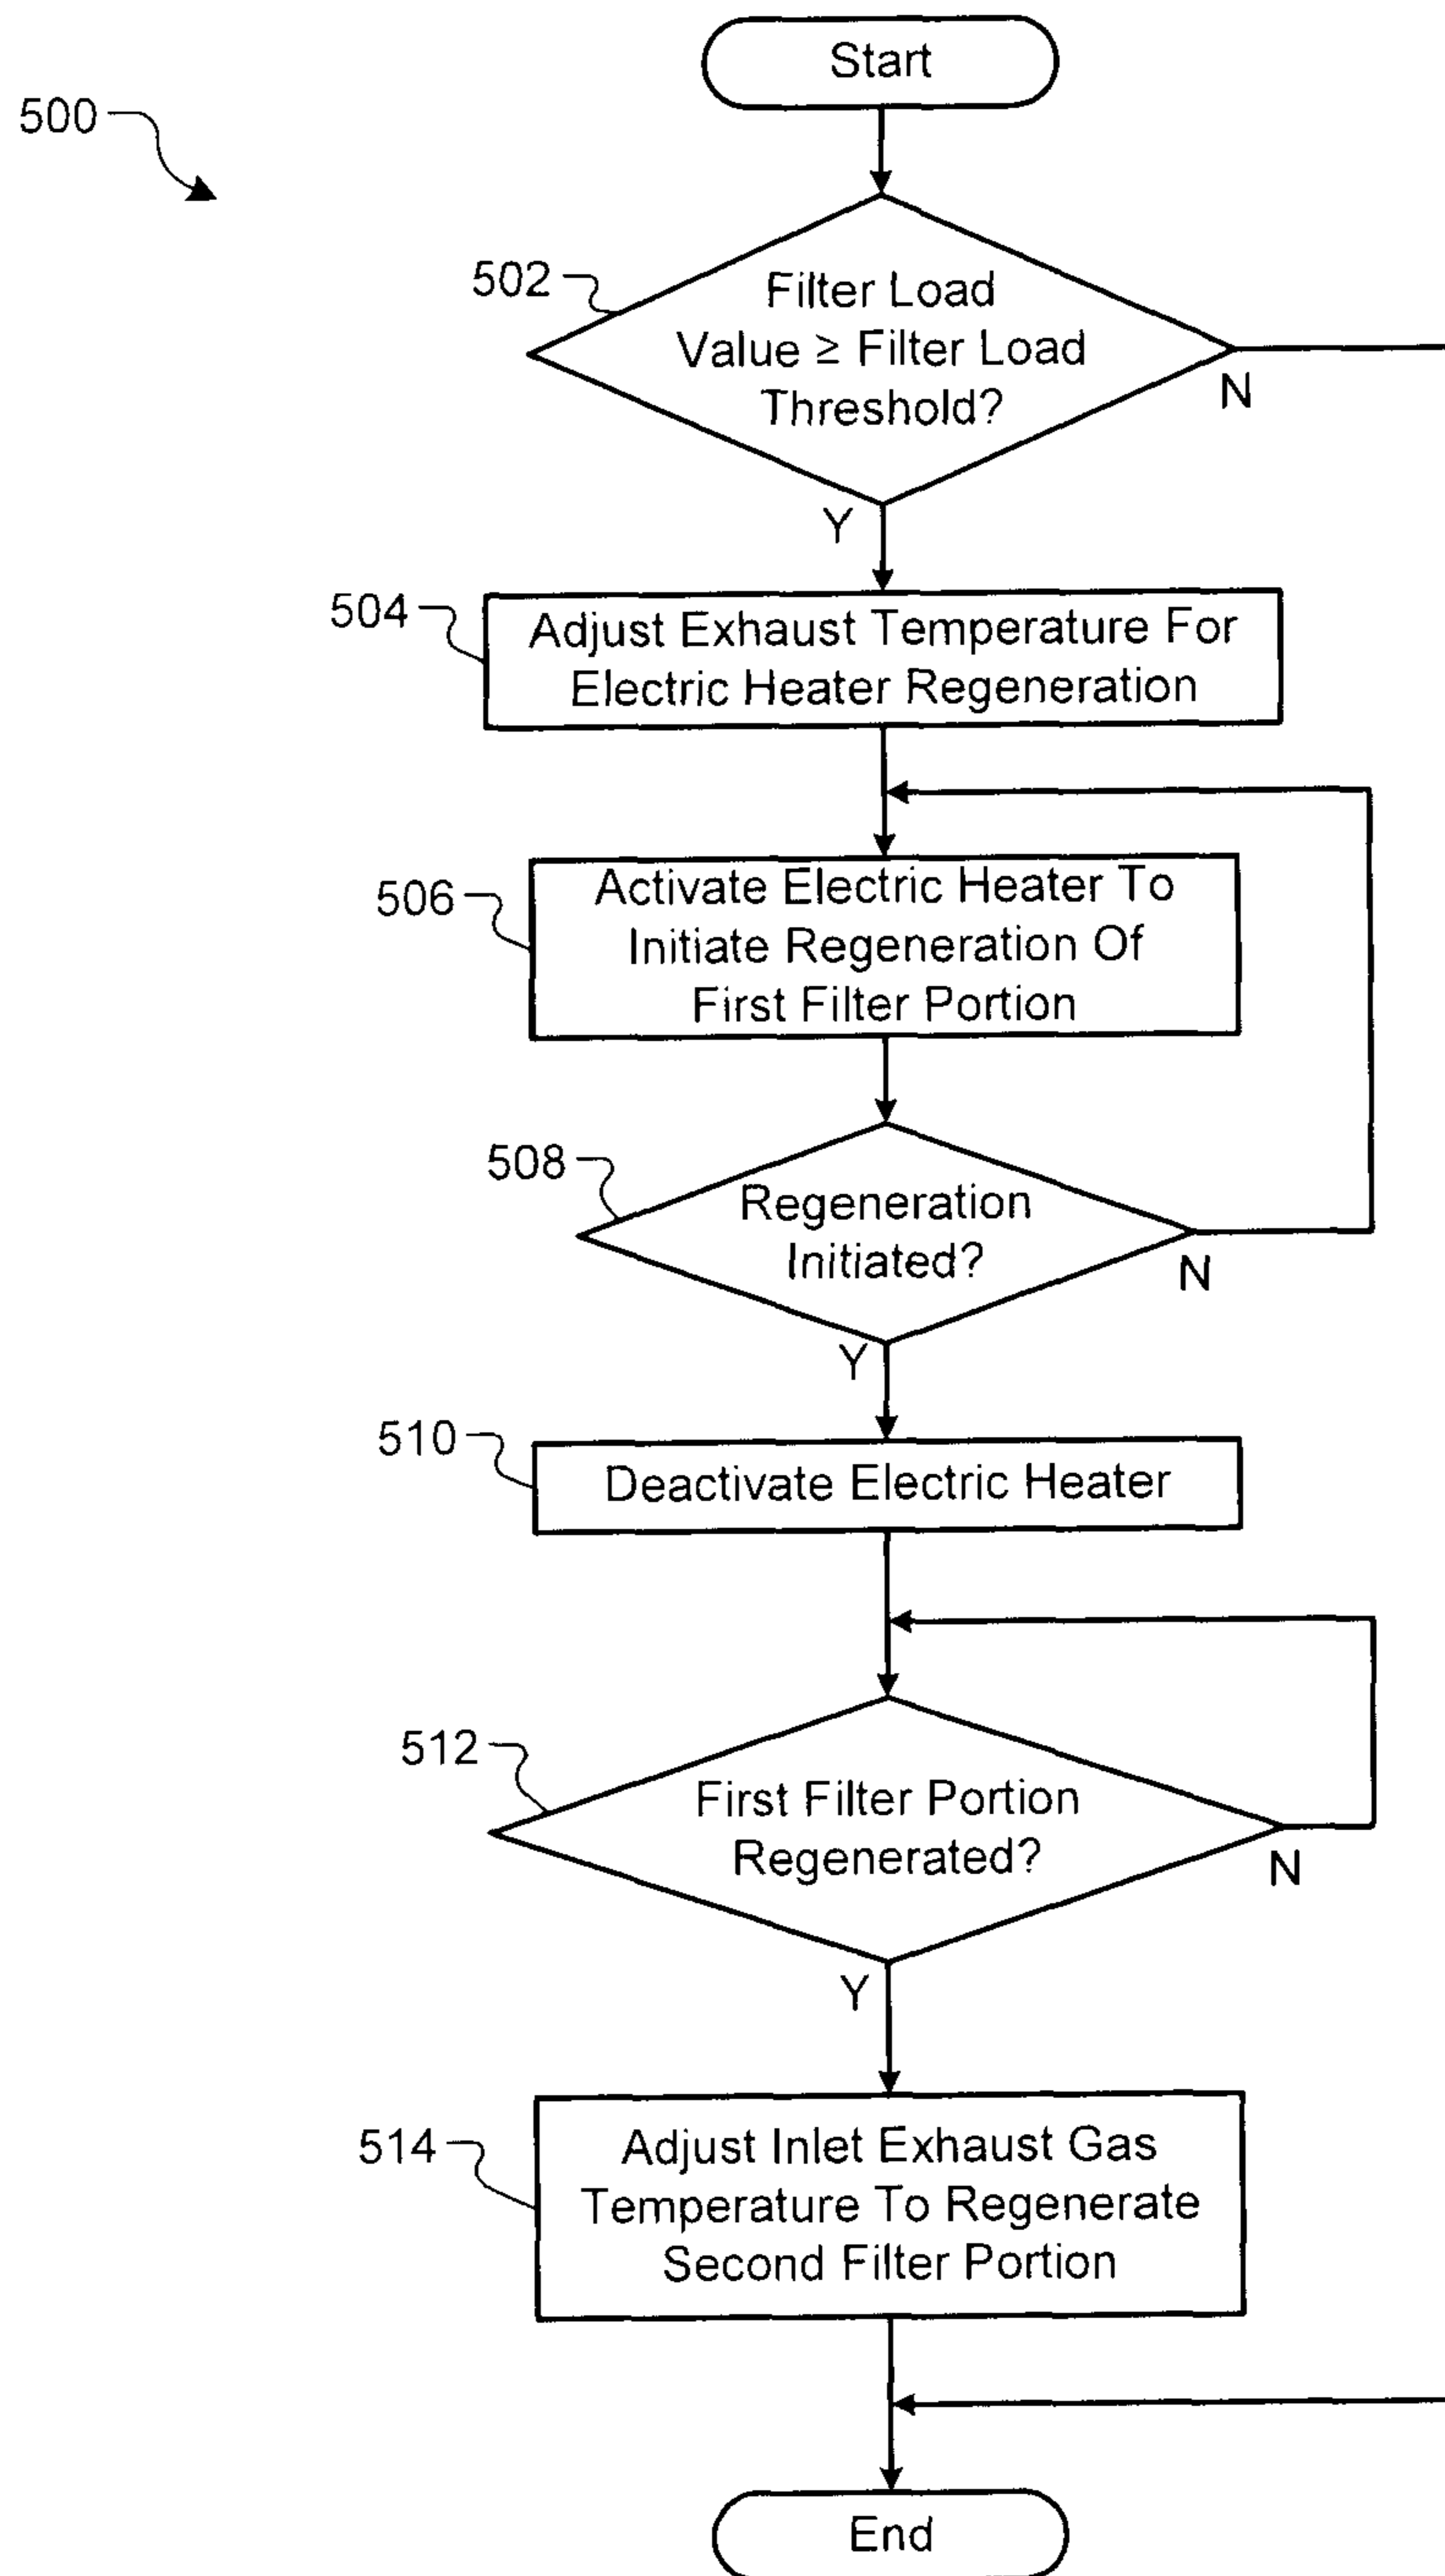 Start
500
502
Filter Load
Value ≥ Filter Load
Threshold?
N
Y
504
Adjust Exhaust Temperature For
Electric Heater Regeneration
506
Activate Electric Heater To
Initiate Regeneration Of
First Filter Portion
508
Regeneration
Initiated?
N
Y
510
Deactivate Electric Heater
512
First Filter Portion
Regenerated?
N
Y
514
Adjust Inlet Exhaust Gas
Temperature To Regenerate
Second Filter Portion
End